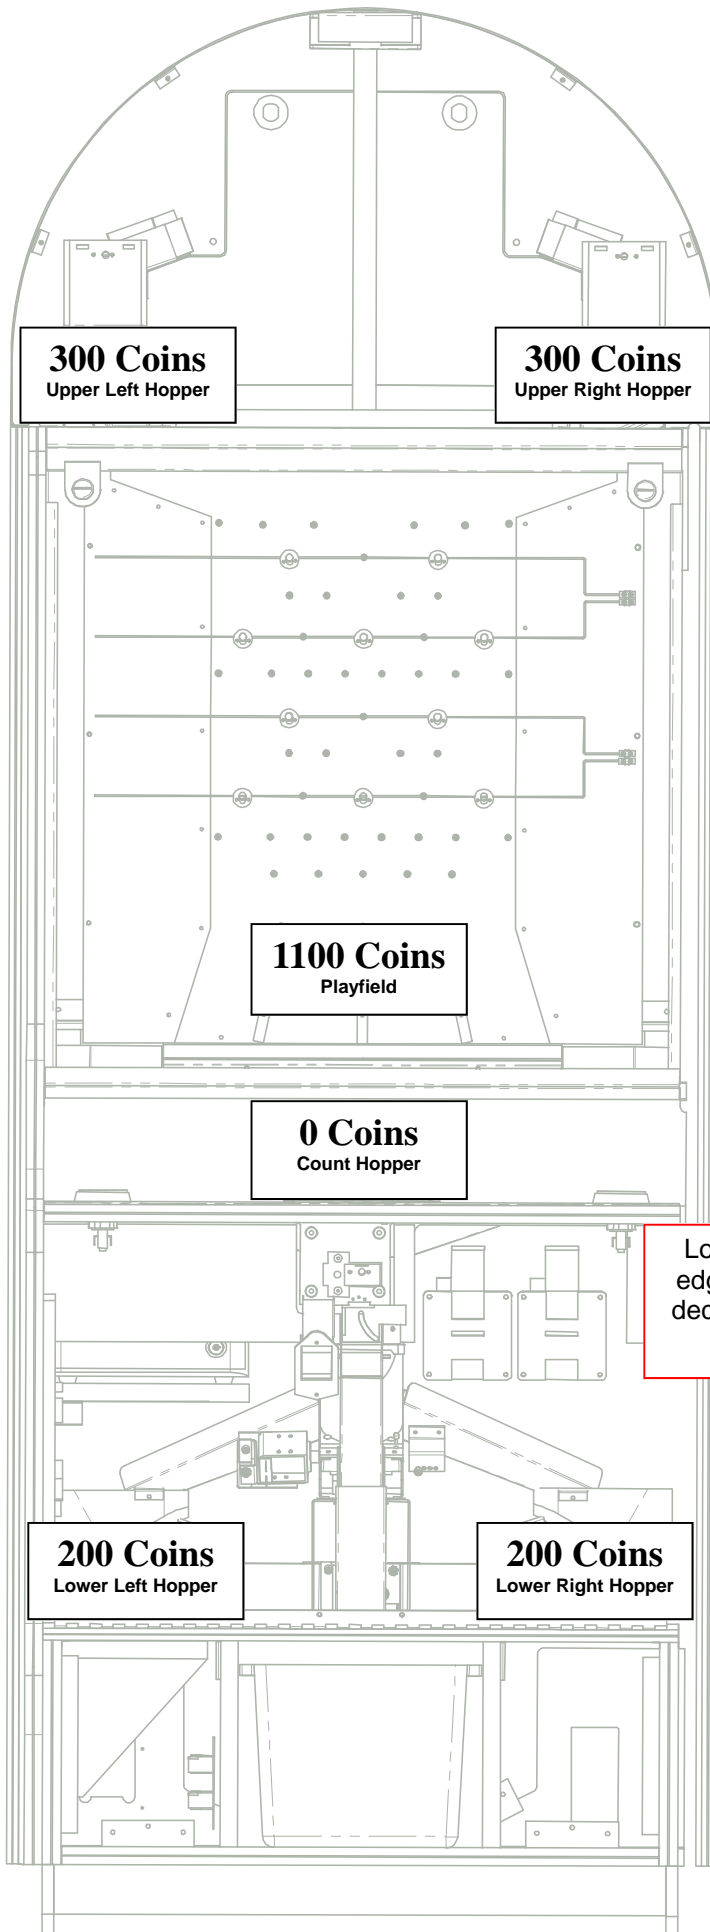 300 Coins
Upper Left Hopper
300 Coins
Upper Right Hopper
1100 Coins
Playfield
0 Coins
Count Hopper
200 Coins
Lower Left Hopper
200 Coins
Lower Right Hopper